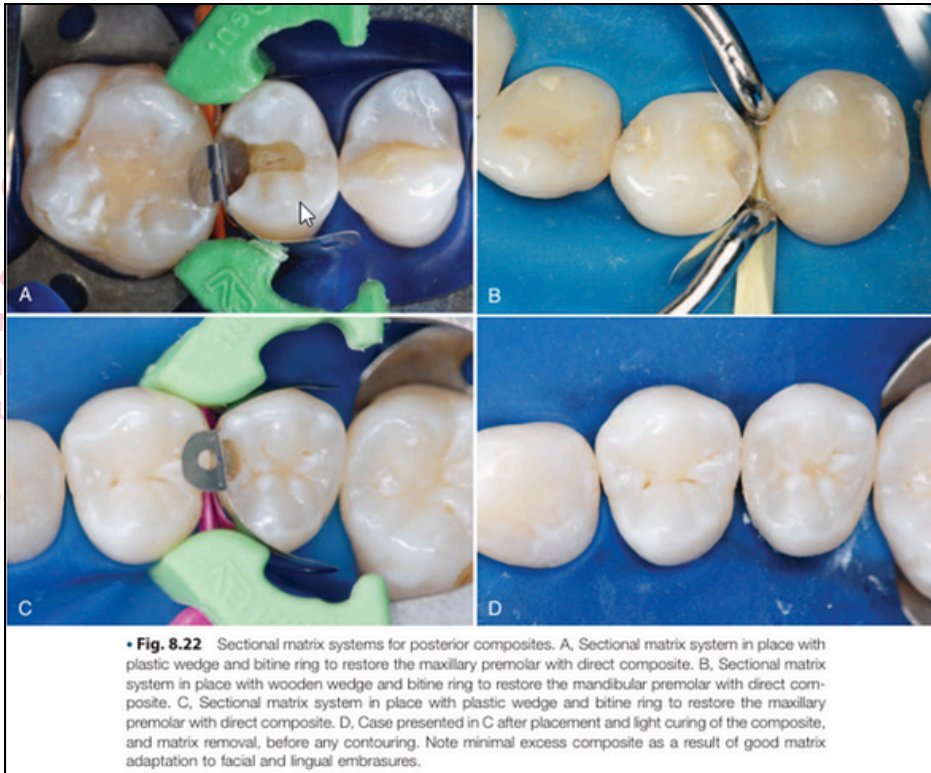 A
B
C
D
• Fig. 8.22 Sectional matrix systems for posterior composites. A, Sectional matrix system in place with
plastic wedge and bitine ring to restore the maxillary premolar with direct composite. B, Sectional matrix
system in place with wooden wedge and bitine ring to restore the mandibular premolar with direct com-
posite. C, Sectional matrix system in place with plastic wedge and bitine ring to restore the maxillary
premolar with direct composite. D, Case presented in C after placement and light curing of the composite,
and matrix removal, before any contouring. Note minimal excess composite as a result of good matrix
adaptation to facial and lingual embrasures.